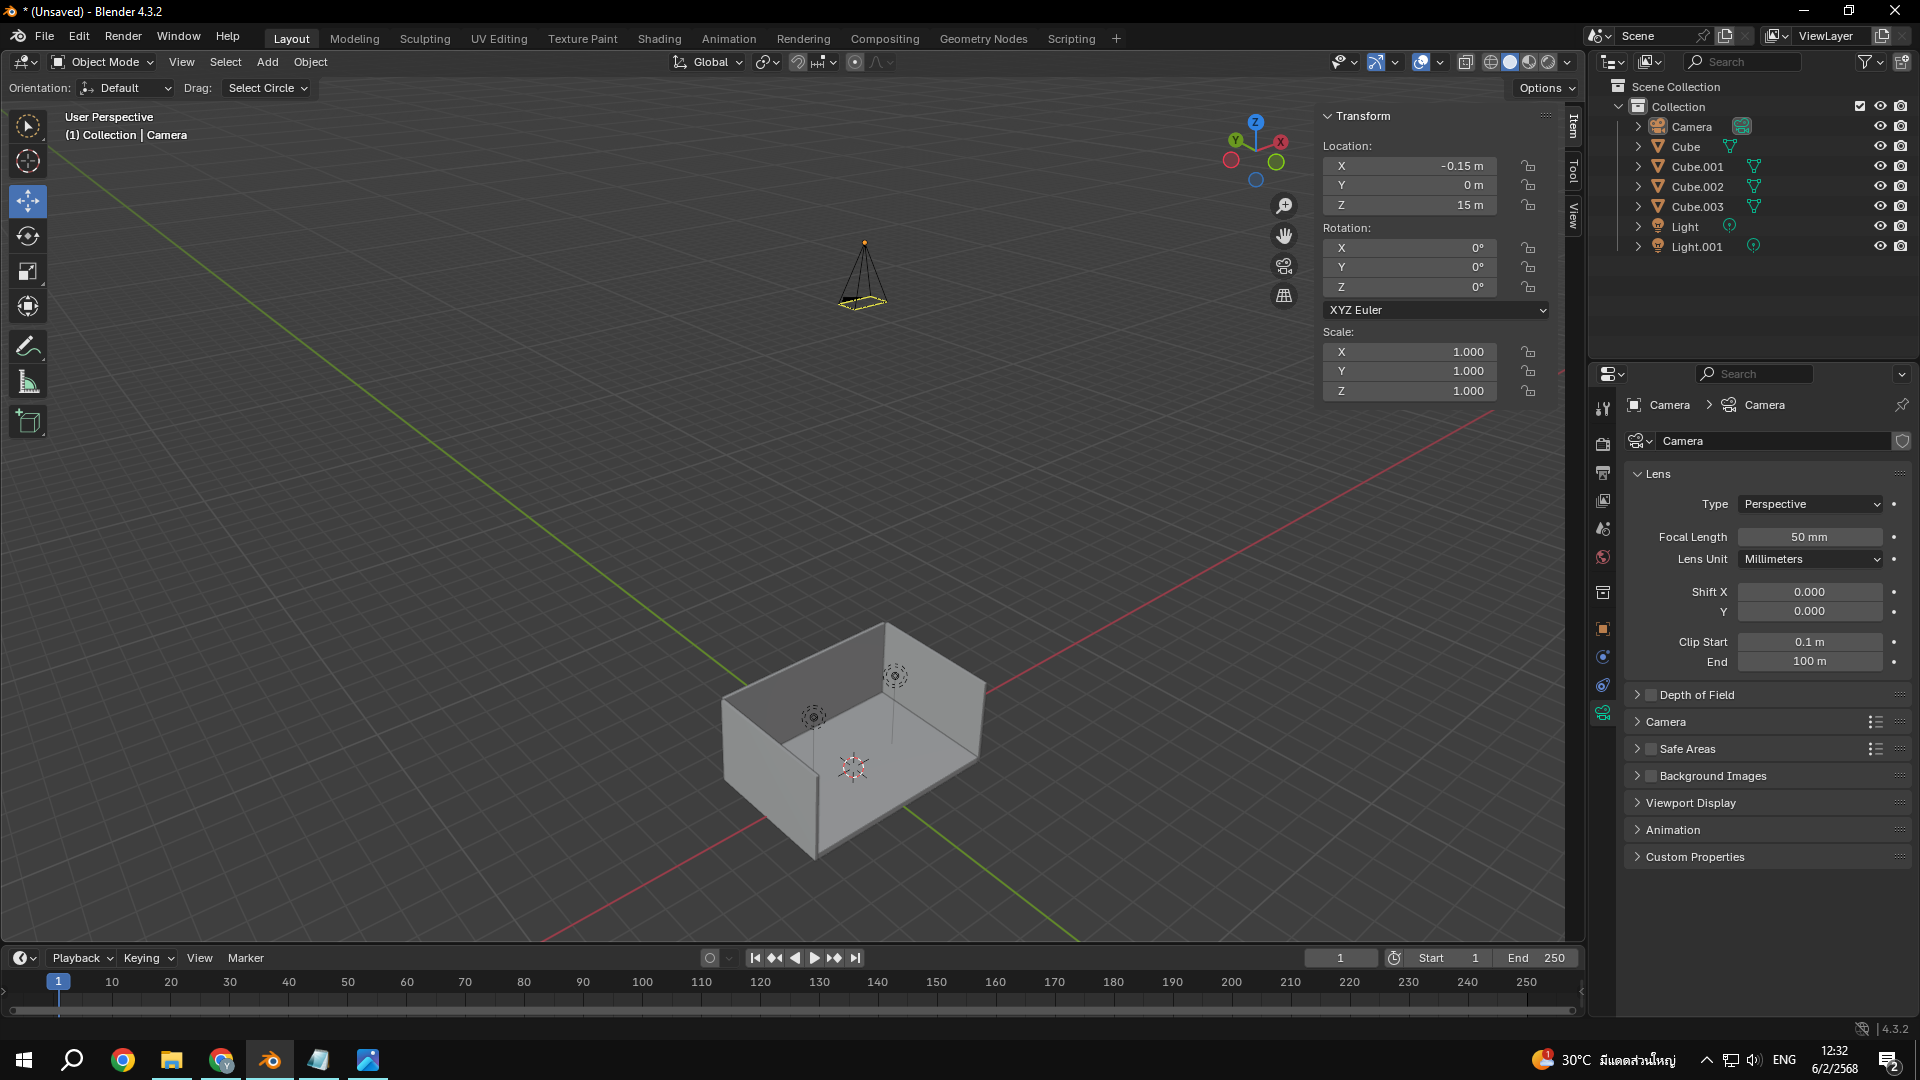 * (Unsaved) - Blender 4.3.2
File Edit Render Window Help
Layout Modeling Sculpting UV Editing Texture Paint Shading Animation Rendering Compositing Geometry Nodes Scripting +
Scene
ViewLayer
Object Mode View Select Add Object
Global
Search
Orientation: Default Drag: Select Circle
Options
User Perspective
(1) Collection | Camera
Z
Y
X
Transform
Location:
X -0.15 m
Y 0 m
Z 15 m
Rotation:
X 0°
Y 0°
Z 0°
XYZ Euler
Scale:
X 1.000
Y 1.000
Z 1.000
Item
Tool
View
Scene Collection
Collection
Camera
Cube
Cube.001
Cube.002
Cube.003
Light
Light.001
Search
Camera > Camera
Camera
Lens
Type Perspective
Focal Length 50 mm
Lens Unit Millimeters
Shift X 0.000
Y 0.000
Clip Start 0.1 m
End 100 m
Depth of Field
Camera
Safe Areas
Background Images
Viewport Display
Animation
Custom Properties
Playback Keying View Marker
1
Start 1
End 250
1 10 20 30 40 50 60 70 80 90 100 110 120 130 140 150 160 170 180 190 200 210 220 230 240 250
4.3.2
1
30°C มีแดดส่วนใหญ่
ENG
12:32
6/2/2568
2